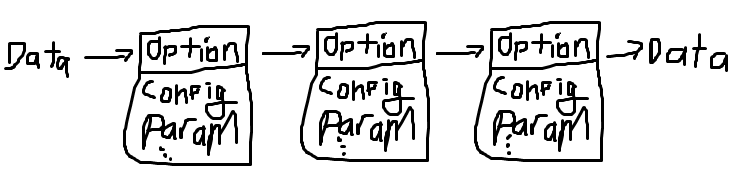 Data → Option → Option → Option → Data
Config Config Config
Param Param Param
... ... ...